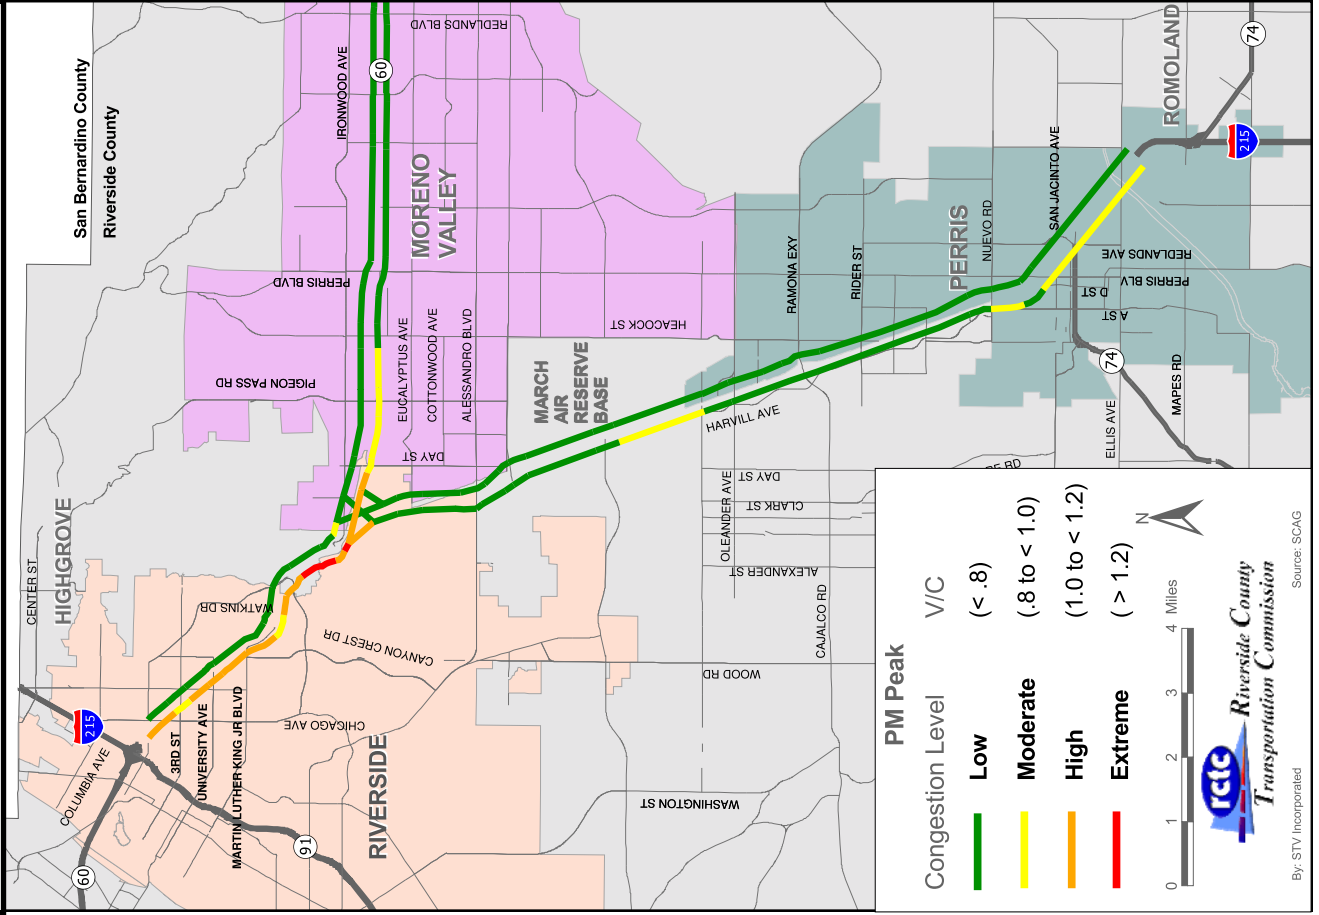 San Bernardino County
Riverside County
CENTER ST
HIGHGROVE
215
COLUMBIA AVE
60
91
3RD ST
UNIVERSITY AVE
MARTIN LUTHER KING JR BLVD
CHICAGO AVE
RIVERSIDE
WATKINS DR
CANYON CREST DR
PIGEON PASS RD
PERRIS BLVD
IRONWOOD AVE
60
REDLANDS BLVD
MORENO
VALLEY
EUCALYPTUS AVE
COTTONWOOD AVE
ALESSANDRO BLVD
DAY ST
HEACOCK ST
MARCH
AIR
RESERVE
BASE
HARVILL AVE
OLEANDER AVE
DAY ST
CLARK ST
ALEXANDER ST
CAJALCO RD
WOOD RD
WASHINGTON ST
RAMONA EXY
RIDER ST
PERRIS
NUEVO RD
SAN JACINTO AVE
REDLANDS AVE
PERRIS BLV
D ST
A ST
74
ELLIS AVE
MAPES RD
ROMOLAND
74
215
RE RD
PM Peak
Congestion Level V/C
Low (< .8)
Moderate (.8 to < 1.0)
High (1.0 to < 1.2)
Extreme ( > 1.2)
N
0 1 2 3 4 Miles
rctc
Riverside County
Transportation Commission
By: STV Incorporated
Source: SCAG